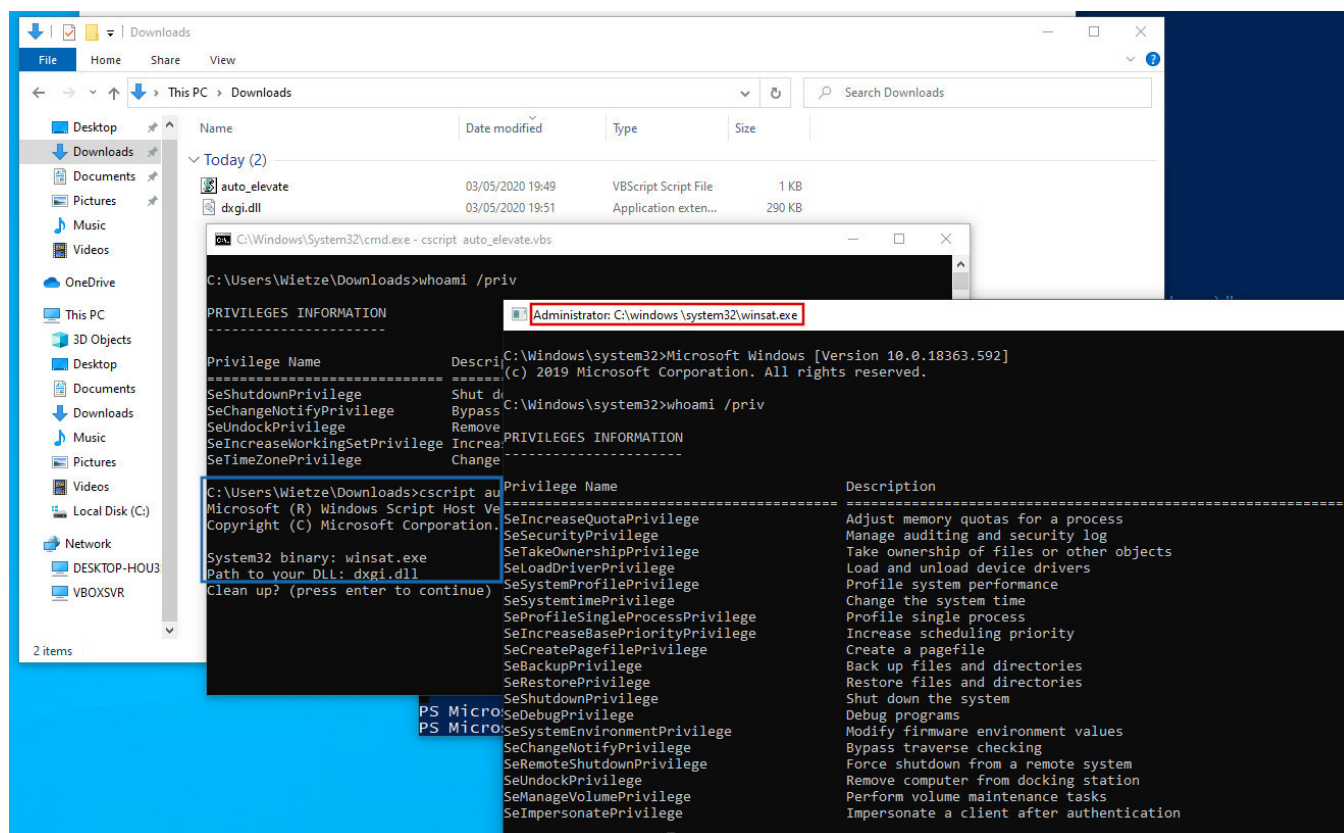 Downloads
File Home Share View
This PC > Downloads
Search Downloads
Name Date modified Type Size
Today (2)
auto_elevate 03/05/2020 19:49 VBScript Script File 1 KB
dxgi.dll 03/05/2020 19:51 Application exten... 290 KB
Desktop
Downloads
Documents
Pictures
Music
Videos
OneDrive
This PC
3D Objects
Desktop
Documents
Downloads
Music
Pictures
Videos
Local Disk (C:)
Network
DESKTOP-HOU3
VBOXSVR
2 items
C:\Windows\System32\cmd.exe - cscript auto_elevate.vbs
C:\Users\Wietze\Downloads>whoami /priv
PRIVILEGES INFORMATION
----------------------
Privilege Name Descri
============================= ======
SeShutdownPrivilege Shut d
SeChangeNotifyPrivilege Bypass
SeUndockPrivilege Remove
SeIncreaseWorkingSetPrivilege Increa
SeTimeZonePrivilege Change
C:\Users\Wietze\Downloads>cscript au
Microsoft (R) Windows Script Host Ve
Copyright (C) Microsoft Corporation.
System32 binary: winsat.exe
Path to your DLL: dxgi.dll
Clean up? (press enter to continue)
Administrator: C:\windows \system32\winsat.exe
C:\Windows\system32>Microsoft Windows [Version 10.0.18363.592]
(c) 2019 Microsoft Corporation. All rights reserved.
C:\Windows\system32>whoami /priv
PRIVILEGES INFORMATION
----------------------
Privilege Name Description
========================================= ==================================================
SeIncreaseQuotaPrivilege Adjust memory quotas for a process
SeSecurityPrivilege Manage auditing and security log
SeTakeOwnershipPrivilege Take ownership of files or other objects
SeLoadDriverPrivilege Load and unload device drivers
SeSystemProfilePrivilege Profile system performance
SeSystemtimePrivilege Change the system time
SeProfileSingleProcessPrivilege Profile single process
SeIncreaseBasePriorityPrivilege Increase scheduling priority
SeCreatePagefilePrivilege Create a pagefile
SeBackupPrivilege Back up files and directories
SeRestorePrivilege Restore files and directories
SeShutdownPrivilege Shut down the system
SeDebugPrivilege Debug programs
SeSystemEnvironmentPrivilege Modify firmware environment values
SeChangeNotifyPrivilege Bypass traverse checking
SeRemoteShutdownPrivilege Force shutdown from a remote system
SeUndockPrivilege Remove computer from docking station
SeManageVolumePrivilege Perform volume maintenance tasks
SeImpersonatePrivilege Impersonate a client after authentication
PS Micro
PS Micro